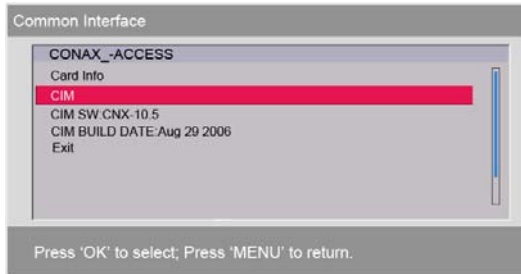 Common Interface
CONAX_-ACCESS
Card Info
CIM
CIM SW:CNX-10.5
CIM BUILD DATE:Aug 29 2006
Exit
Press 'OK' to select; Press 'MENU' to return.